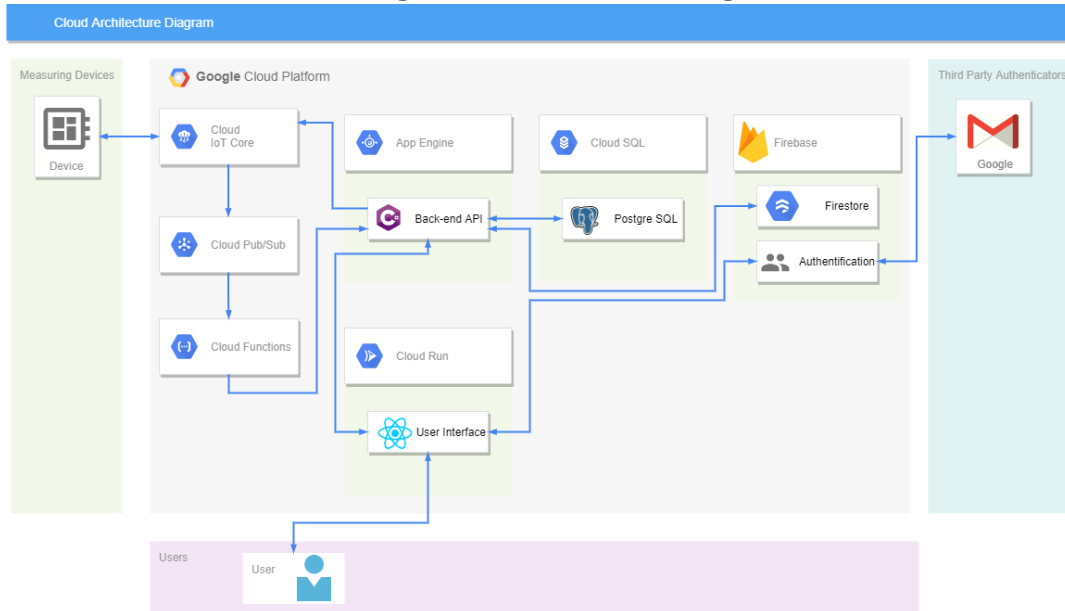 Cloud Architecture Diagram
Measuring Devices
Google Cloud Platform
Third Party Authenticators
Device
Cloud
IoT Core
App Engine
Cloud SQL
Firebase
Google
Back-end API
Postgre SQL
Firestore
Cloud Pub/Sub
Authentification
Cloud Functions
Cloud Run
User Interface
Users
User